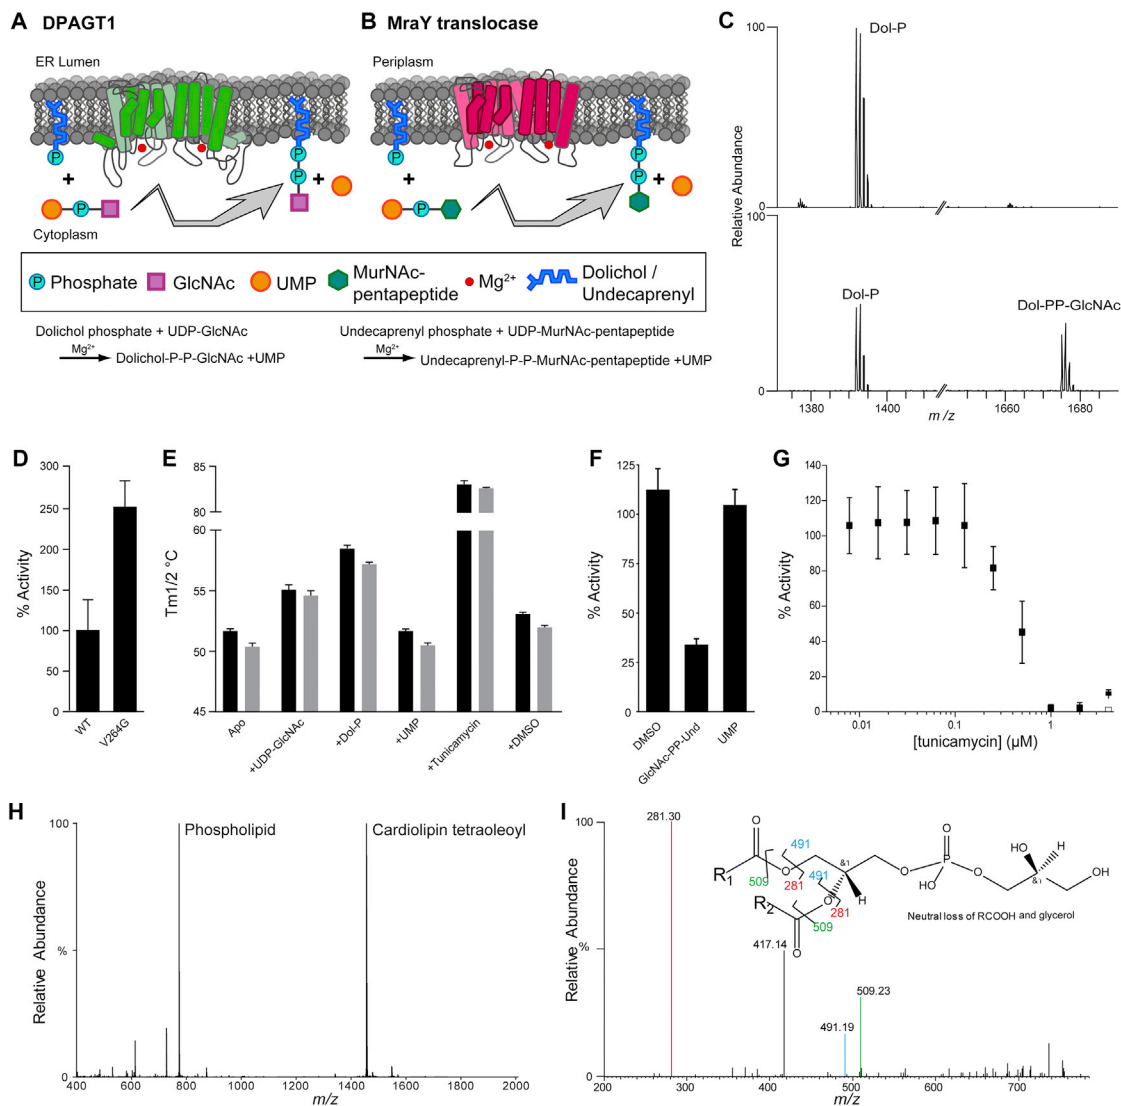 A DPAGT1
ER Lumen
P
P
P
+
+
P
Cytoplasm
B MraY translocase
Periplasm
P
P
P
+
+
P
P Phosphate
GlcNAc
UMP
MurNAc-
pentapeptide
Mg2+
Dolichol /
Undecaprenyl
Dolichol phosphate + UDP-GlcNAc
Mg2+
Dolichol-P-P-GlcNAc +UMP
Undecaprenyl phosphate + UDP-MurNAc-pentapeptide
Mg2+
Undecaprenyl-P-P-MurNAc-pentapeptide +UMP
C
100
Dol-P
0
Relative Abundance
100
Dol-P
Dol-PP-GlcNAc
0
1380 1400 1660 1680
m/z
D
300
250
200
150
100
50
0
% Activity
WT
V264G
E
85
80
60
55
50
45
Tm1/2 °C
Apo
+UDP-GlcNAc
+Dol-P
+UMP
+Tunicamycin
+DMSO
F
125
100
75
50
25
0
% Activity
DMSO
GlcNAc-PP-Und
UMP
G
140
120
100
80
60
40
20
0
% Activity
0.01 0.1 1
[tunicamycin] (µM)
H
100
%
0
Relative Abundance
Phospholipid
Cardiolipin tetraoleoyl
400 600 800 1000 1200 1400 1600 1800 2000
m/z
I
100
%
0
Relative Abundance
281.30
417.14
491.19
509.23
O
R1
509
491
O
281
491
&1
O
R2
O
281
509
H
O
O
P
HO
O
HO
H
&1
OH
Neutral loss of RCOOH and glycerol
200 300 400 500 600 700
m/z